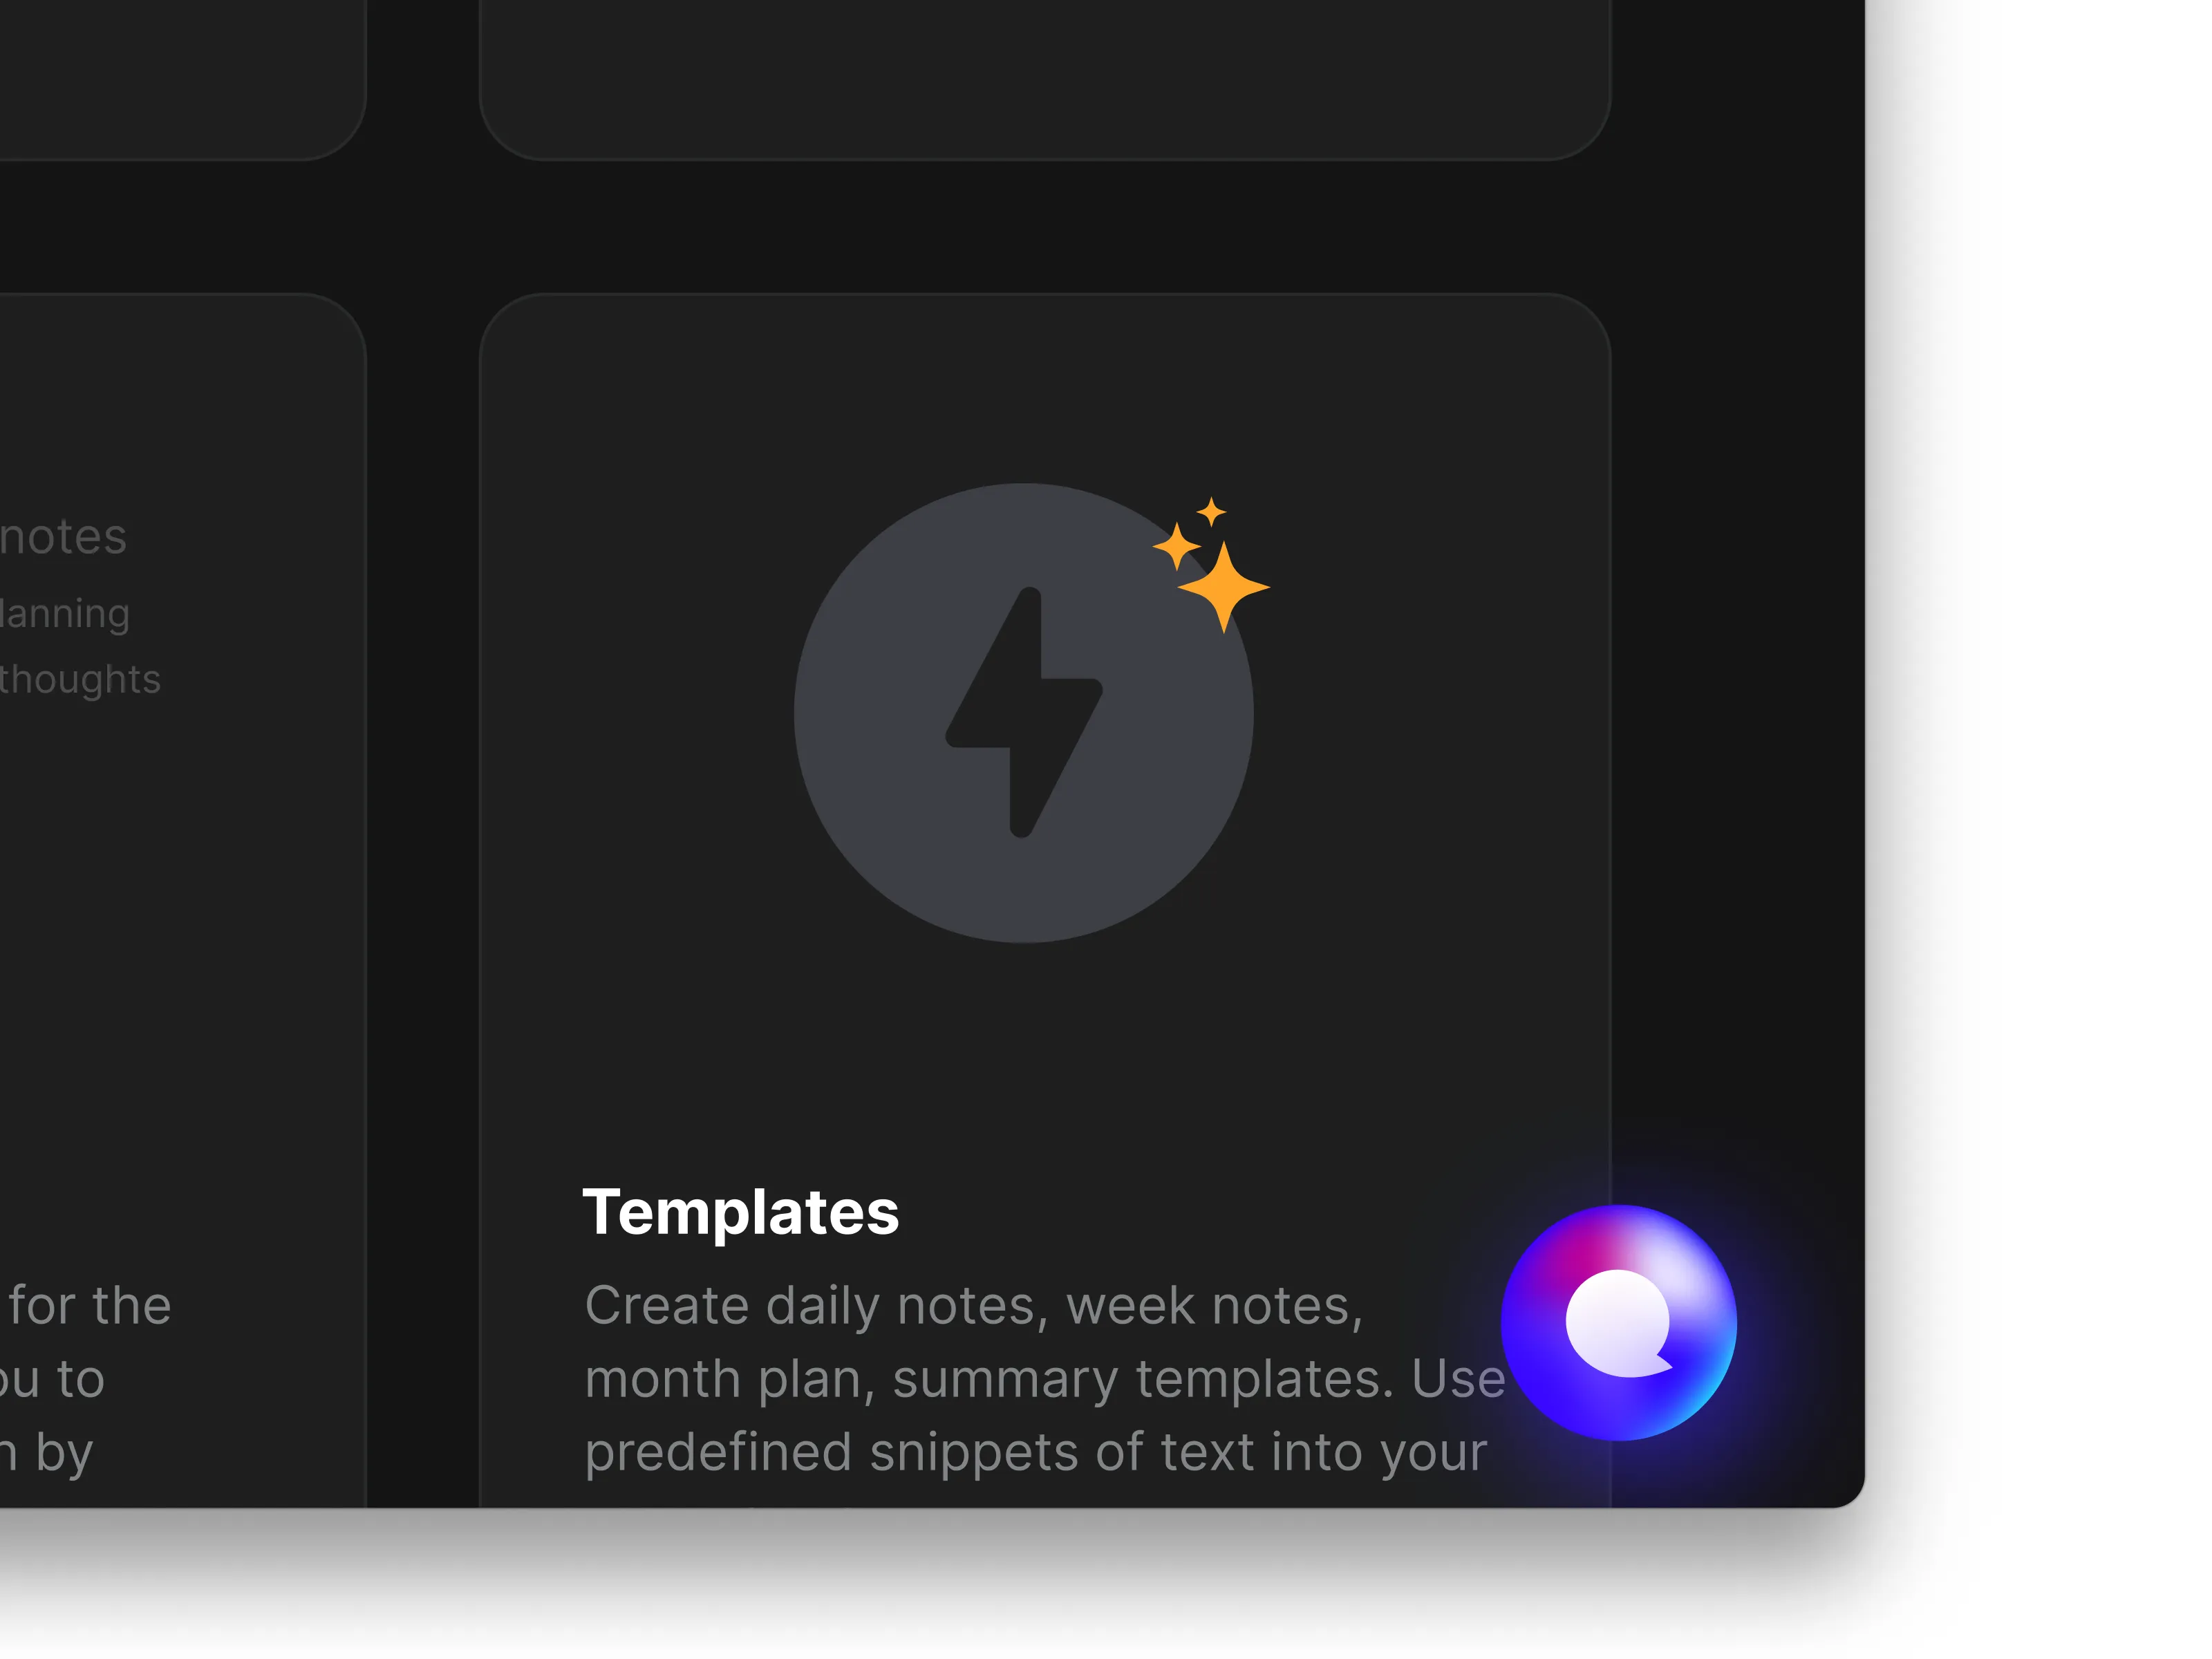 notes
lanning
thoughts
for the
to
by
Templates
Create daily notes, week notes,
month plan, summary templates. Use
predefined snippets of text into your